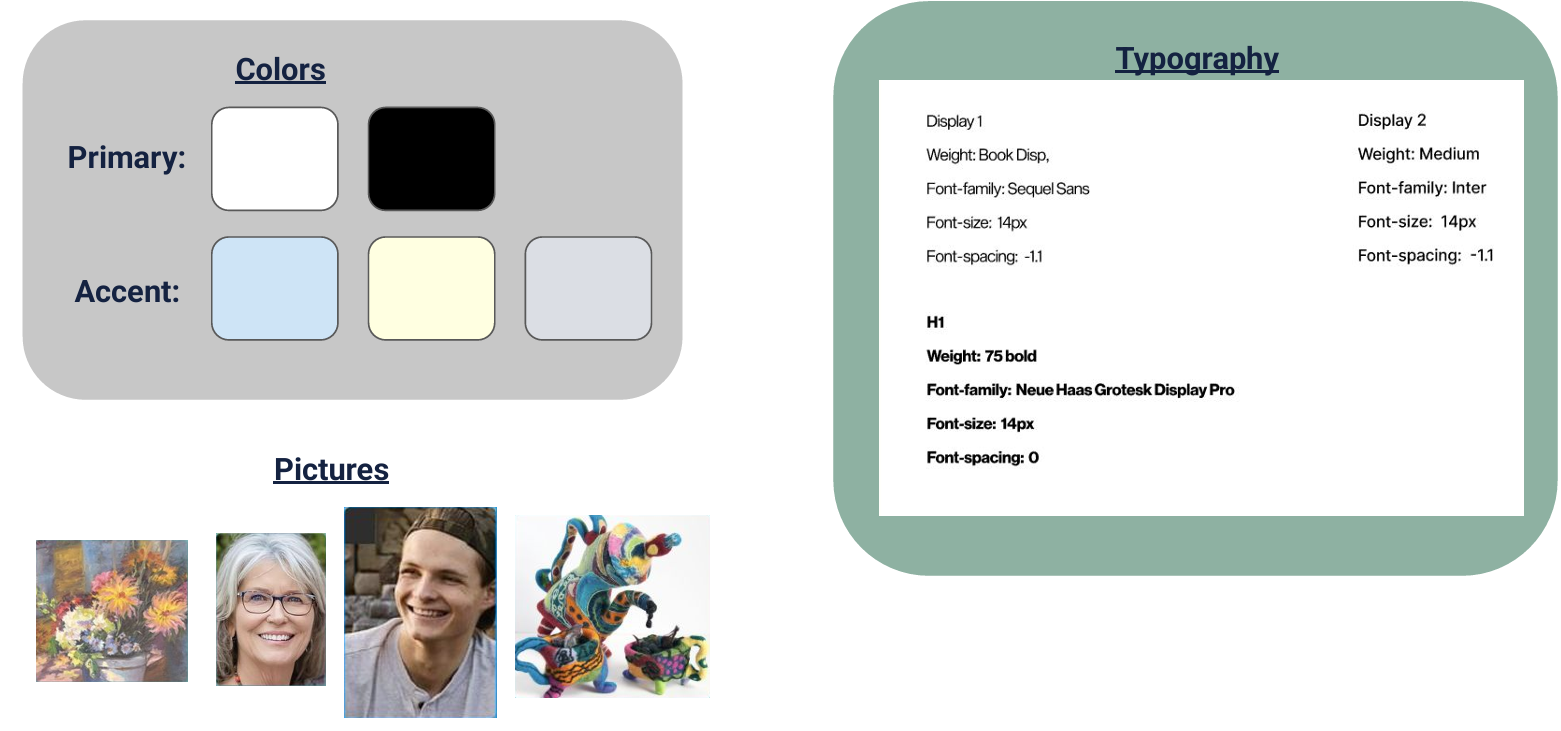 Colors
Primary:
Accent:
Pictures
Typography
Display 1
Weight: Book Disp,
Font-family: Sequel Sans
Font-size:  14px
Font-spacing:  -1.1
Display 2
Weight: Medium
Font-family: Inter
Font-size:  14px
Font-spacing:  -1.1
H1
Weight: 75 bold
Font-family: Neue Haas Grotesk Display Pro
Font-size: 14px
Font-spacing: 0